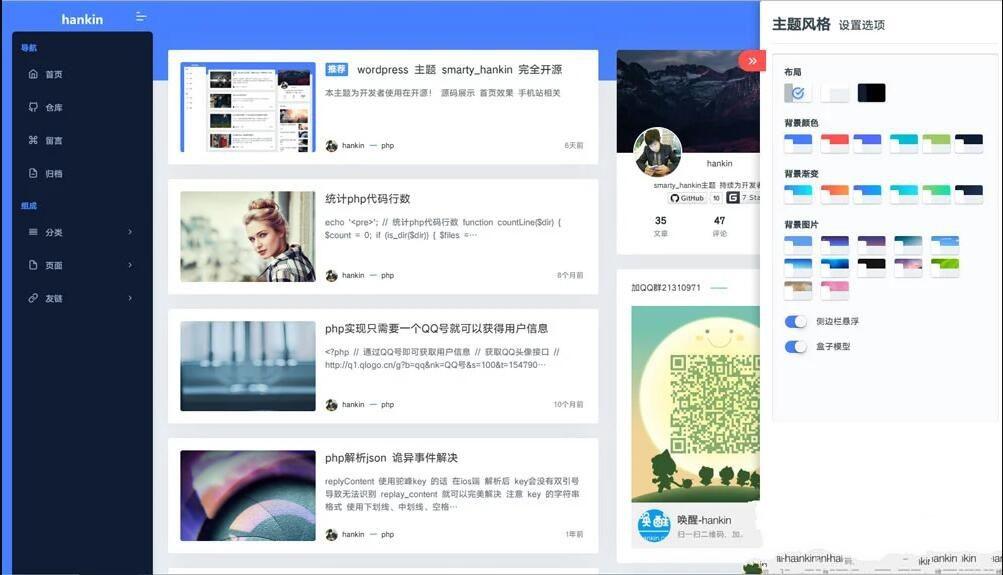 hankin
导航
首页
仓库
留言
归档
组成
分类
页面
友链
推荐 wordpress 主题 smarty_hankin 完全开源
本主题为开发者使用在开源! 源码展示 首页效果 手机站相关
hankin — php 6天前
统计php代码行数
echo '<pre>'; // 统计php代码行数 function countLine($dir) {
$count = 0; if (is_dir($dir)) { $files =…
hankin — php 8个月前
php实现只需要一个QQ号就可以获得用户信息
<?php // 通过QQ号即可获取用户信息 // 获取QQ头像接口 //
http://q1.qlogo.cn/g?b=qq&nk=QQ号&s=100&t=154790…
hankin — php 10个月前
php解析json 诡异事件解决
replyContent 使用驼峰key 的话 在ios端 解析后 key会没有双引号
导致无法识别 replay_content 就可以完美解决 注意 key 的字符串
格式 使用下划线、中划线、空格…
hankin — php 1年前
hankin
smarty_hankin主题 持续为开发者
GitHub 10 7 Sta
35 47
文章 评论
加QQ群21310971
唤醒-hankin
扫一扫二维码，加。
主题风格 设置选项
布局
背景颜色
背景渐变
背景图片
侧边栏悬浮
盒子模型